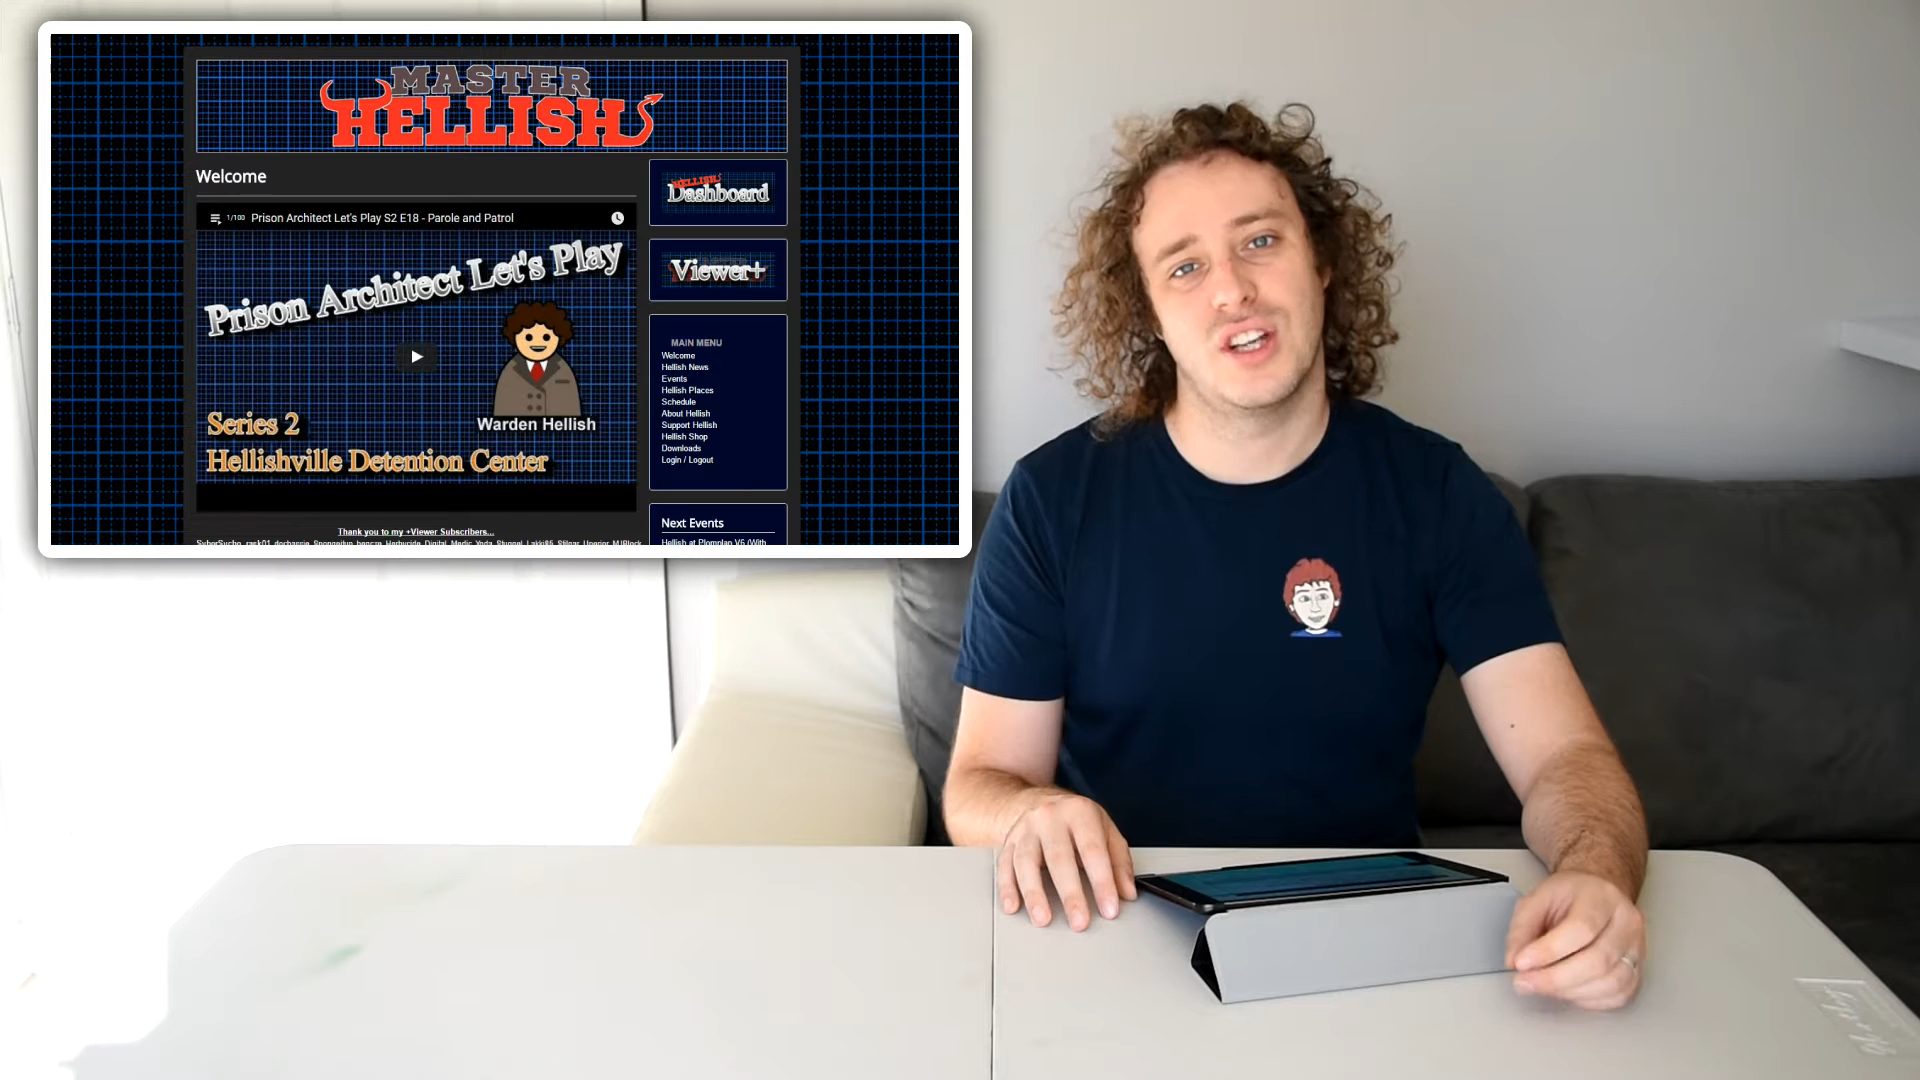 MASTER
HELLISH
Welcome
1/100 Prison Architect Let's Play S2 E18 - Parole and Patrol
Prison Architect Let's Play
Warden Hellish
Series 2
Hellishville Detention Center
Thank you to my +Viewer Subscribers...
HELLISH
Dashboard
Viewer+
MAIN MENU
Welcome
Hellish News
Events
Hellish Places
Schedule
About Hellish
Support Hellish
Hellish Shop
Downloads
Login / Logout
Next Events